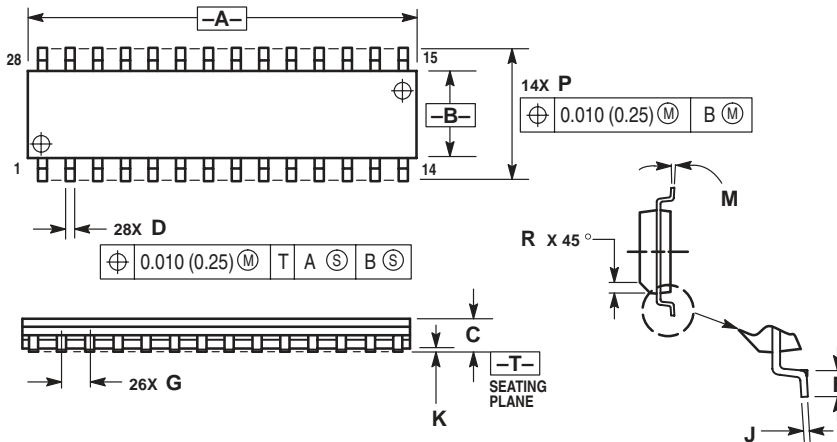 –A–
28
15
14X P
⌖ 0.010 (0.25) Ⓜ B Ⓜ
–B–
1
14
28X D
⌖ 0.010 (0.25) Ⓜ T A Ⓢ B Ⓢ
M
R X 45 °
C
–T–
SEATING
PLANE
26X G
K
J